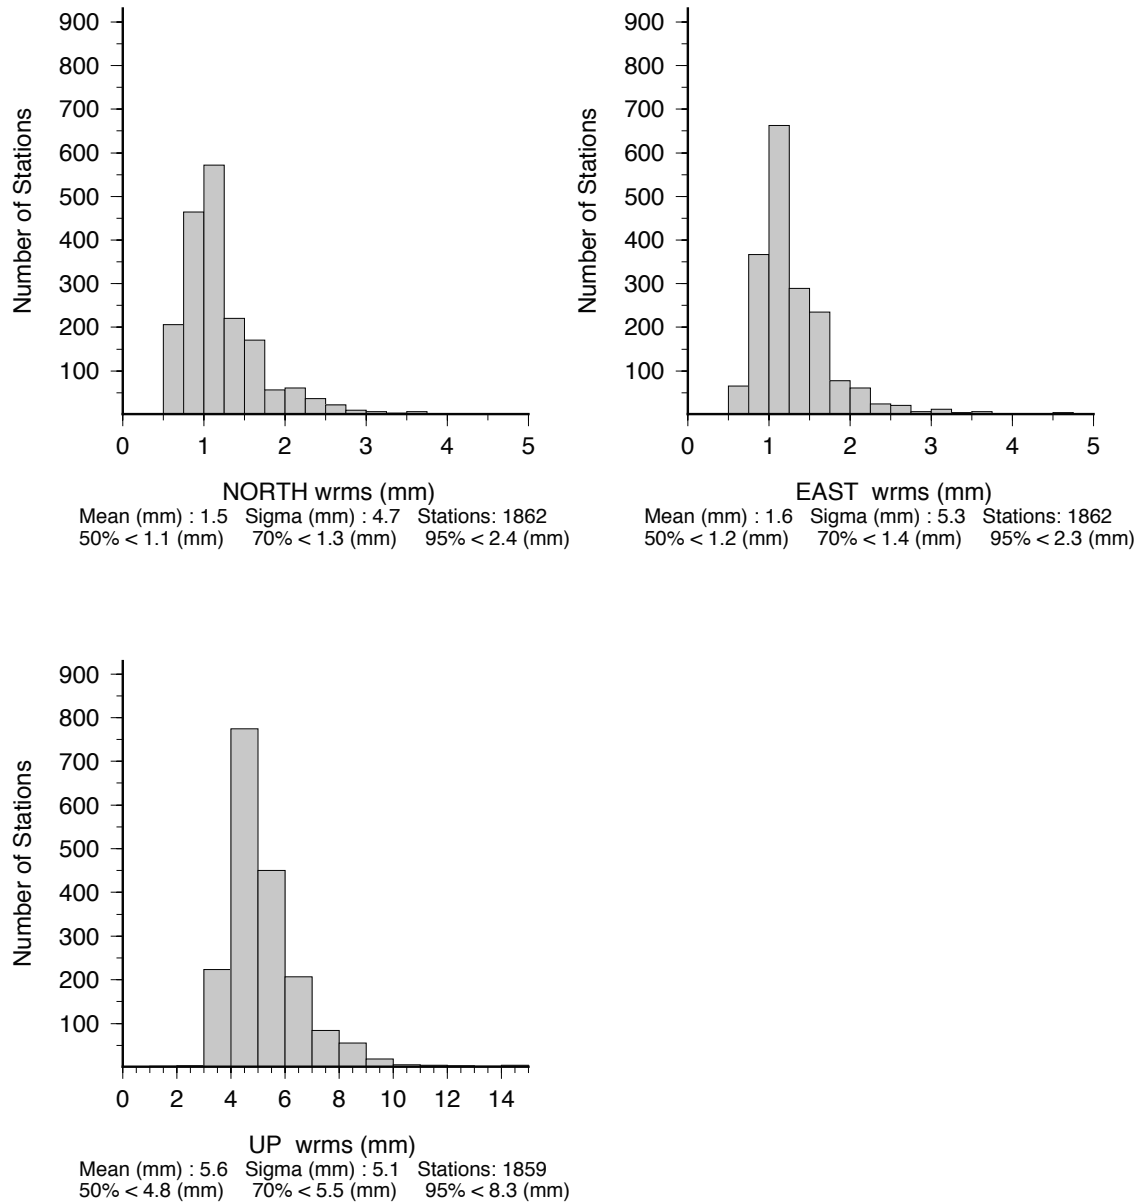 900
800
700
600
500
400
300
200
100
Number of Stations
0 1 2 3 4 5
NORTH wrms (mm)
Mean (mm) : 1.5 Sigma (mm) : 4.7 Stations: 1862
50% < 1.1 (mm) 70% < 1.3 (mm) 95% < 2.4 (mm)
900
800
700
600
500
400
300
200
100
Number of Stations
0 1 2 3 4 5
EAST wrms (mm)
Mean (mm) : 1.6 Sigma (mm) : 5.3 Stations: 1862
50% < 1.2 (mm) 70% < 1.4 (mm) 95% < 2.3 (mm)
900
800
700
600
500
400
300
200
100
Number of Stations
0 2 4 6 8 10 12 14
UP wrms (mm)
Mean (mm) : 5.6 Sigma (mm) : 5.1 Stations: 1859
50% < 4.8 (mm) 70% < 5.5 (mm) 95% < 8.3 (mm)